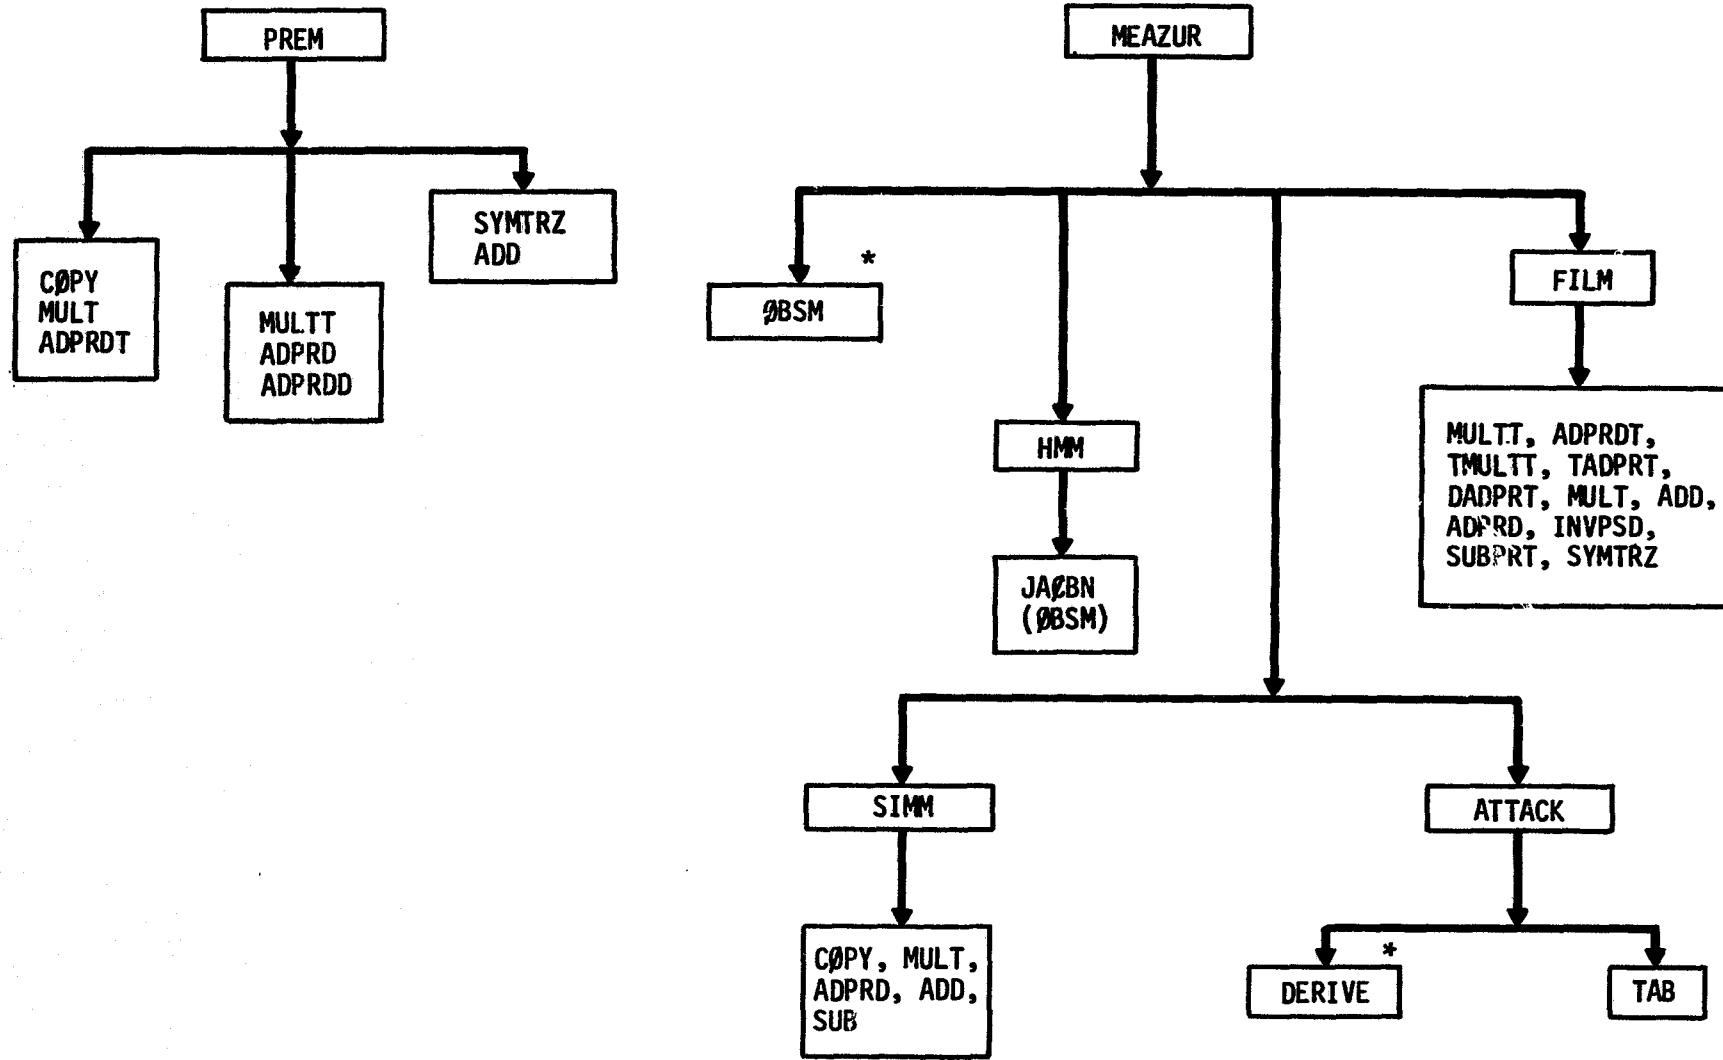 PREM
CØPY
MULT
ADPRDT
MULTT
ADPRD
ADPRDD
SYMTRZ
ADD
MEAZUR
*
ØBSM
HMM
JACBN
(ØBSM)
FILM
MULTT, ADPRDT,
TMULTT, TADPRT,
DADPRT, MULT, ADD,
ADPRD, INVPSD,
SUBPRT, SYMTRZ
SIMM
CØPY, MULT,
ADPRD, ADD,
SUB
ATTACK
*
DERIVE
TAB